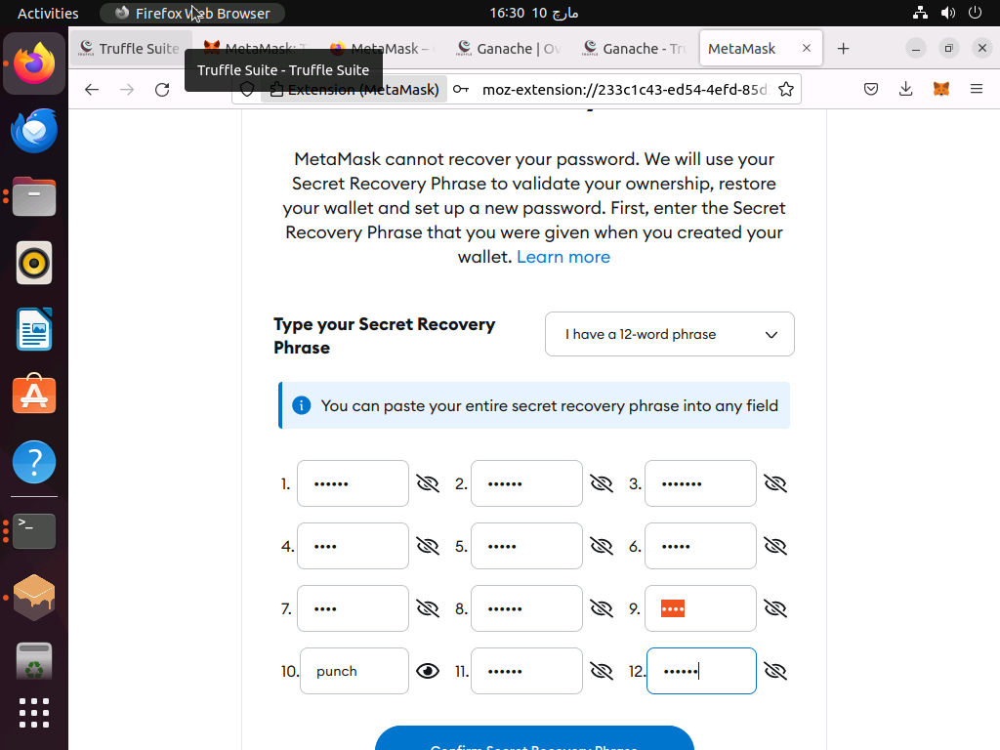 Activities
Firefox Web Browser
16:30 10 مارچ
Truffle Suite
MetaMask: T
MetaMask –
Ganache | Ov
Ganache - Tru
MetaMask
Truffle Suite - Truffle Suite
Extension (MetaMask)
moz-extension://233c1c43-ed54-4efd-85d
MetaMask cannot recover your password. We will use your
Secret Recovery Phrase to validate your ownership, restore
your wallet and set up a new password. First, enter the Secret
Recovery Phrase that you were given when you created your
wallet. Learn more
Type your Secret Recovery
Phrase
I have a 12-word phrase
You can paste your entire secret recovery phrase into any field
1. ••••••
2. ••••••
3. •••••••
4. ••••
5. •••••
6. •••••
7. ••••
8. ••••••
9. ••••
10. punch
11. ••••••
12. ••••••
Confirm Secret Recovery Phrase